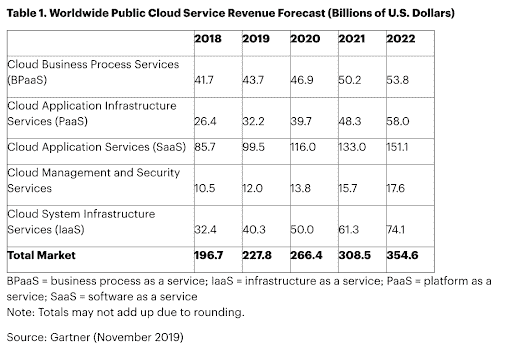 Table 1. Worldwide Public Cloud Service Revenue Forecast (Billions of U.S. Dollars)
2018 2019 2020 2021 2022
Cloud Business Process Services
(BPaaS) 41.7 43.7 46.9 50.2 53.8
Cloud Application Infrastructure
Services (PaaS) 26.4 32.2 39.7 48.3 58.0
Cloud Application Services (SaaS) 85.7 99.5 116.0 133.0 151.1
Cloud Management and Security
Services 10.5 12.0 13.8 15.7 17.6
Cloud System Infrastructure
Services (IaaS) 32.4 40.3 50.0 61.3 74.1
Total Market 196.7 227.8 266.4 308.5 354.6
BPaaS = business process as a service; IaaS = infrastructure as a service; PaaS = platform as a
service; SaaS = software as a service
Note: Totals may not add up due to rounding.
Source: Gartner (November 2019)